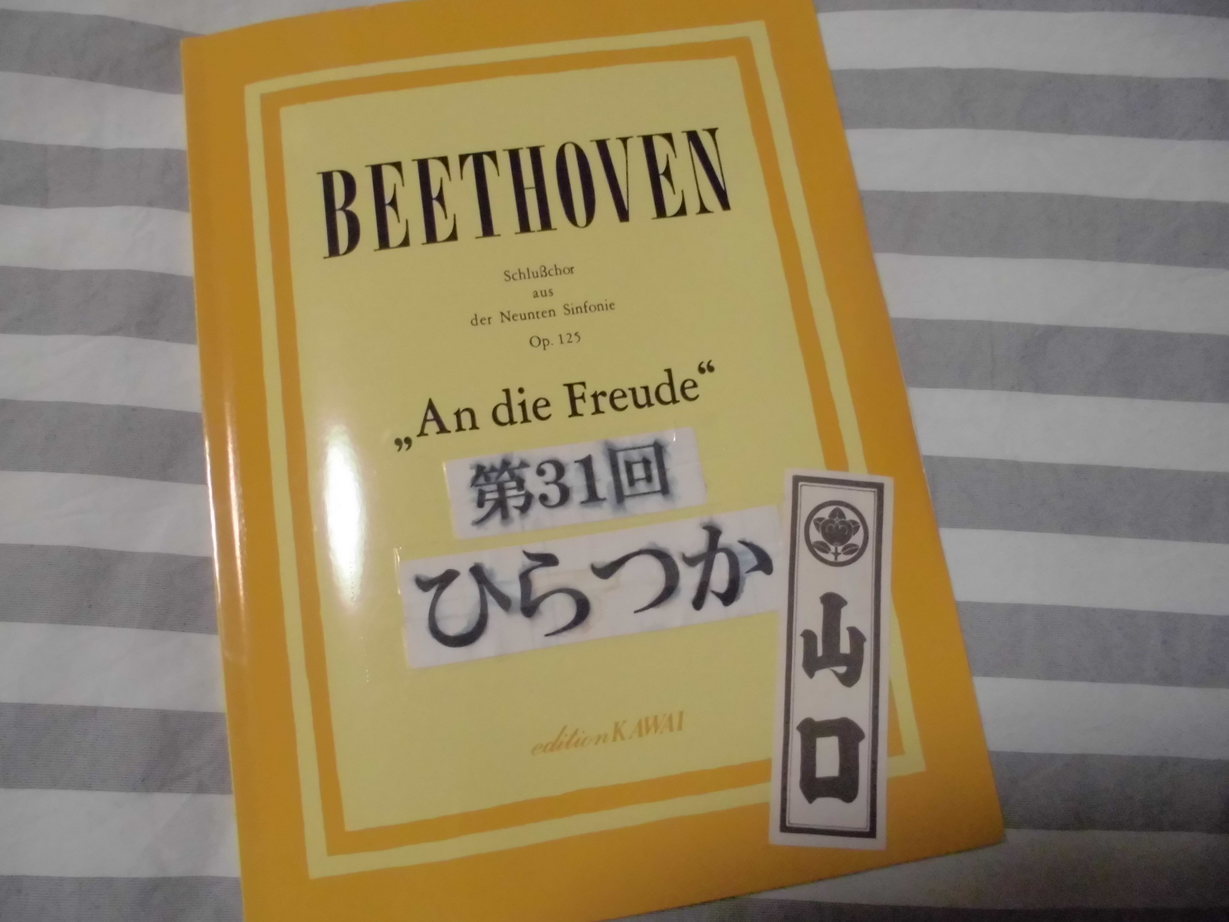 BEETHOVEN
Schlußchor
aus
der Neunten Sinfonie
Op. 125
„An die Freude“
第31回
ひらつか
山口
edition KAWAI